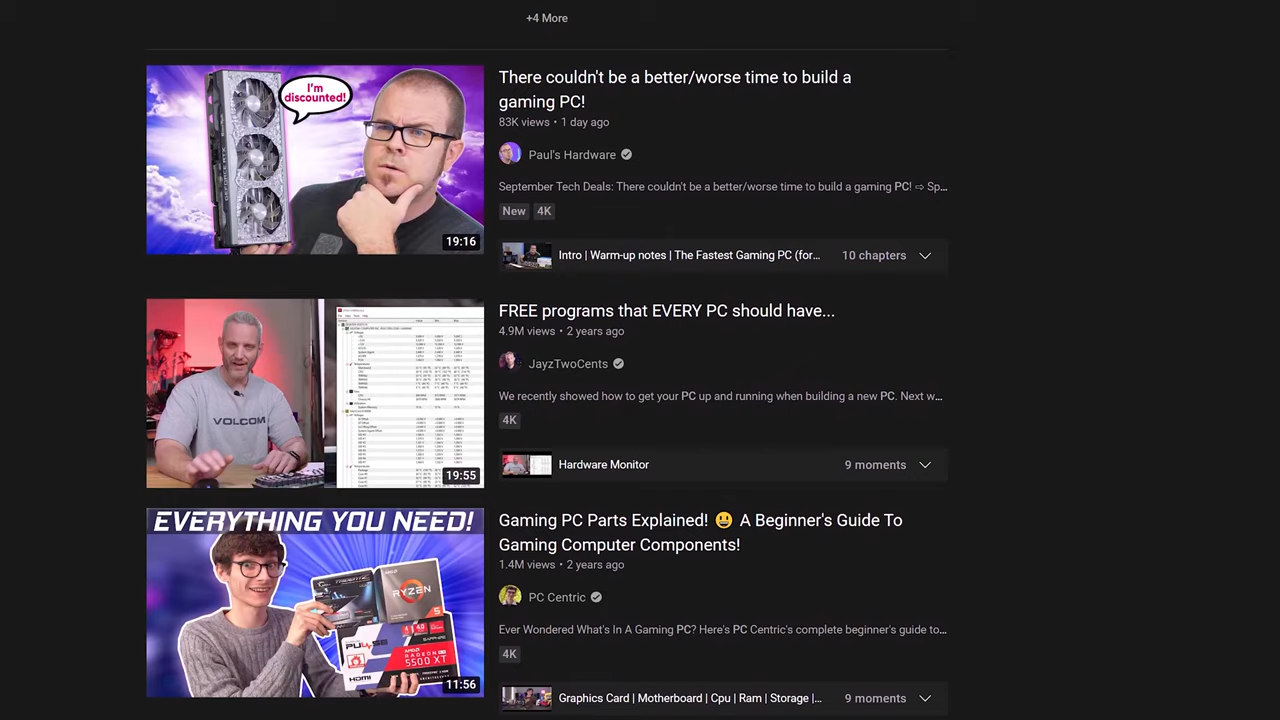 +4 More
I'm
discounted!
19:16
There couldn't be a better/worse time to build a
gaming PC!
83K views • 1 day ago
Paul's Hardware
September Tech Deals: There couldn't be a better/worse time to build a gaming PC! ⇨ Sp...
New 4K
Intro | Warm-up notes | The Fastest Gaming PC (for...
10 chapters
VOLCOM
19:55
FREE programs that EVERY PC should have...
views • 2 years ago
JayzTwoCents
We recently showed how to get your PC up and running when building a new PC. Next w...
4K
Hardware Monitor
9 moments
EVERYTHING YOU NEED!
RYZEN
5
PULSE
SAPPHIRE
AMD
RADEON
5500 XT
HDMI
11:56
Gaming PC Parts Explained! 😃 A Beginner's Guide To
Gaming Computer Components!
1.4M views • 2 years ago
PC Centric
Ever Wondered What's In A Gaming PC? Here's PC Centric's complete beginner's guide to...
4K
Graphics Card | Motherboard | Cpu | Ram | Storage |...
9 moments